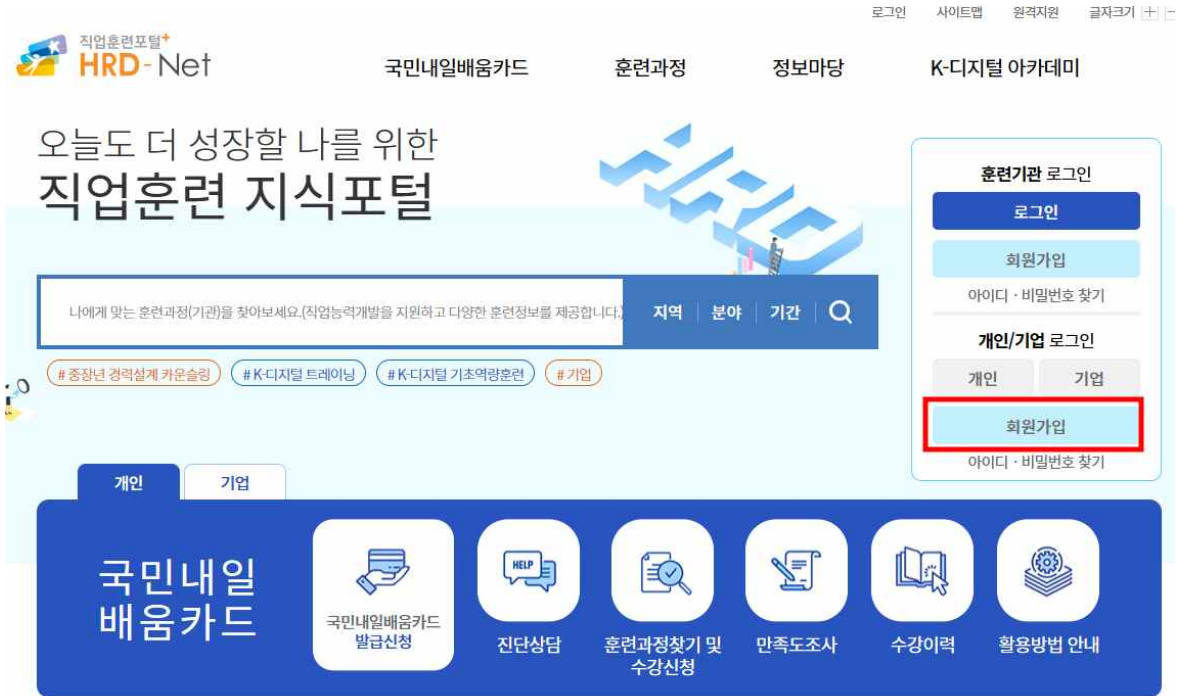 로그인 사이트맵 원격지원 글자크기
직업훈련포털+
HRD-Net
국민내일배움카드 훈련과정 정보마당 K-디지털 아카데미
오늘도 더 성장할 나를 위한
직업훈련 지식포털
HRD
훈련기관 로그인
로그인
회원가입
아이디 · 비밀번호 찾기
나에게 맞는 훈련과정(기관)을 찾아보세요.(직업능력개발을 지원하고 다양한 훈련정보를 제공합니다.)
지역 분야 기간
# 중장년 경력설계 카운슬링 # K-디지털 트레이닝 # K-디지털 기초역량훈련 # 기업
개인/기업 로그인
개인 기업
회원가입
아이디 · 비밀번호 찾기
개인 기업
국민내일
배움카드
국민내일배움카드
발급신청
HELP
진단상담
훈련과정찾기 및
수강신청
만족도조사
수강이력
활용방법 안내